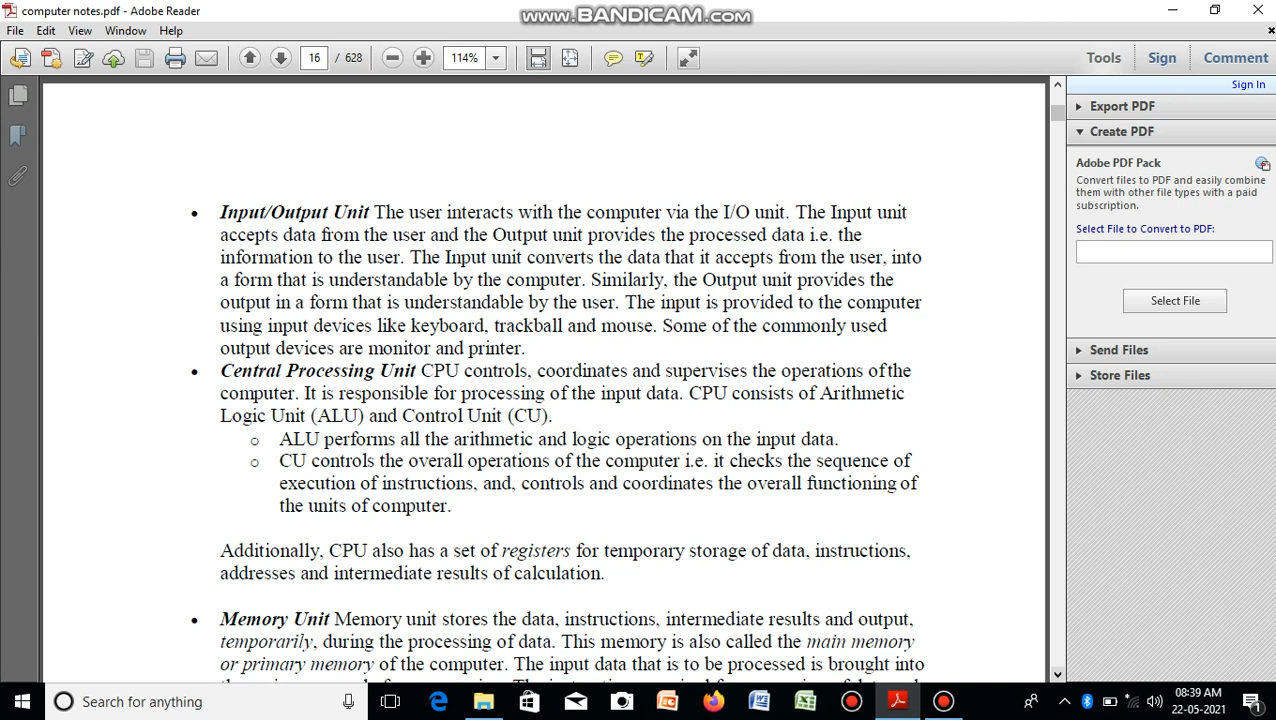 computer notes.pdf - Adobe Reader
www.BANDICAM.com
File Edit View Window Help
16 / 628 114% Tools Sign Comment
Sign In
Export PDF
Create PDF
Adobe PDF Pack
Convert files to PDF and easily combine
them with other file types with a paid
subscription.
Select File to Convert to PDF:
Select File
Send Files
Store Files
• Input/Output Unit The user interacts with the computer via the I/O unit. The Input unit
accepts data from the user and the Output unit provides the processed data i.e. the
information to the user. The Input unit converts the data that it accepts from the user, into
a form that is understandable by the computer. Similarly, the Output unit provides the
output in a form that is understandable by the user. The input is provided to the computer
using input devices like keyboard, trackball and mouse. Some of the commonly used
output devices are monitor and printer.
• Central Processing Unit CPU controls, coordinates and supervises the operations of the
computer. It is responsible for processing of the input data. CPU consists of Arithmetic
Logic Unit (ALU) and Control Unit (CU).
o ALU performs all the arithmetic and logic operations on the input data.
o CU controls the overall operations of the computer i.e. it checks the sequence of
execution of instructions, and, controls and coordinates the overall functioning of
the units of computer.
Additionally, CPU also has a set of registers for temporary storage of data, instructions,
addresses and intermediate results of calculation.
• Memory Unit Memory unit stores the data, instructions, intermediate results and output,
temporarily, during the processing of data. This memory is also called the main memory
or primary memory of the computer. The input data that is to be processed is brought into
Search for anything
08:39 AM
22-05-2021
1